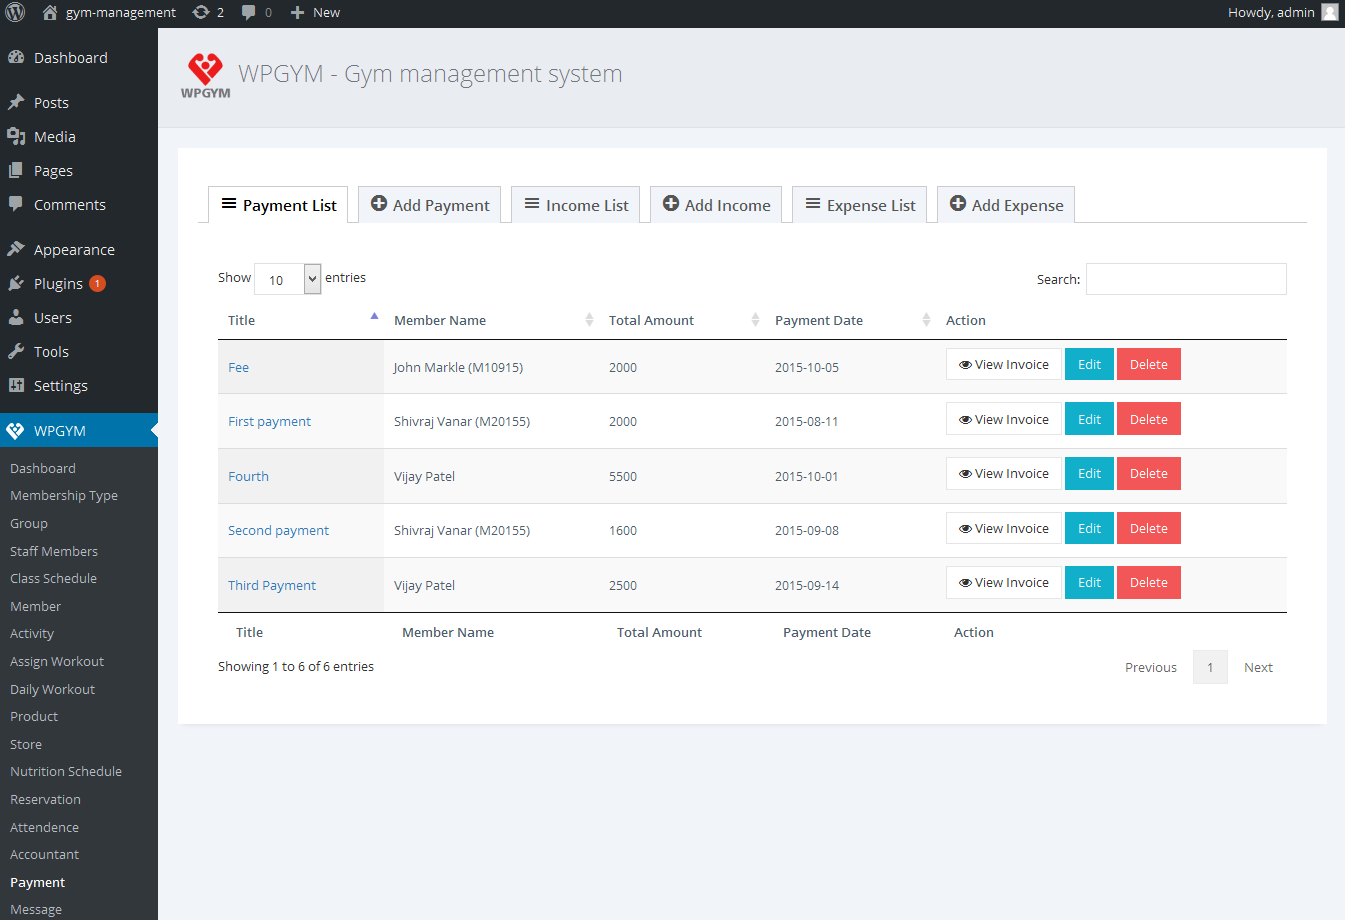 gym-management 2 0 New Howdy, admin
Dashboard
Posts
Media
Pages
Comments
Appearance
Plugins 1
Users
Tools
Settings
WPGYM
Dashboard
Membership Type
Group
Staff Members
Class Schedule
Member
Activity
Assign Workout
Daily Workout
Product
Store
Nutrition Schedule
Reservation
Attendence
Accountant
Payment
Message
WPGYM
WPGYM - Gym management system
Payment List Add Payment Income List Add Income Expense List Add Expense
Show 10 entries Search:
Title Member Name Total Amount Payment Date Action
Fee John Markle (M10915) 2000 2015-10-05 View Invoice Edit Delete
First payment Shivraj Vanar (M20155) 2000 2015-08-11 View Invoice Edit Delete
Fourth Vijay Patel 5500 2015-10-01 View Invoice Edit Delete
Second payment Shivraj Vanar (M20155) 1600 2015-09-08 View Invoice Edit Delete
Third Payment Vijay Patel 2500 2015-09-14 View Invoice Edit Delete
Title Member Name Total Amount Payment Date Action
Showing 1 to 6 of 6 entries Previous 1 Next